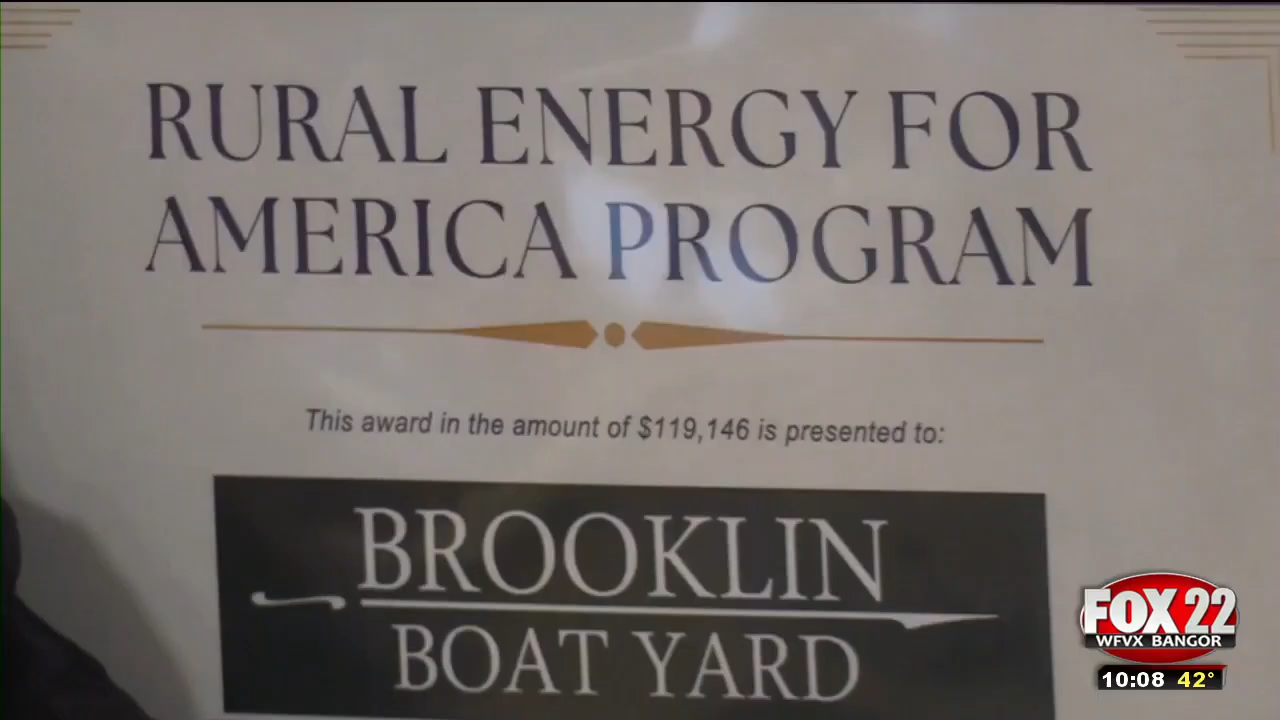 RURAL ENERGY FOR
AMERICA PROGRAM
This award in the amount of $119,146 is presented to:
BROOKLIN
BOAT YARD
FOX 22
WFVX BANGOR
10:08 42°